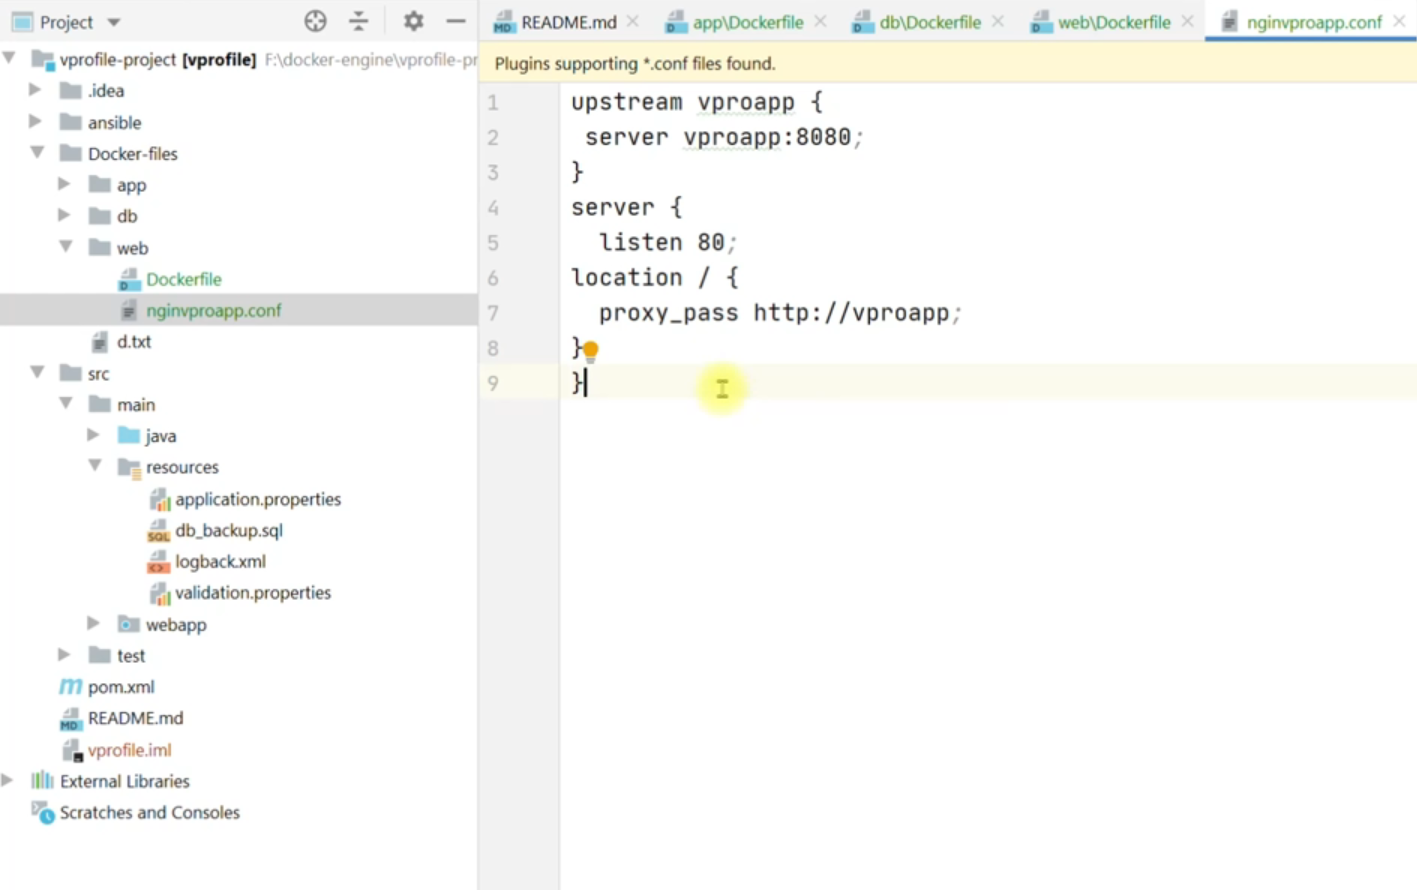 Project
README.md
app\Dockerfile
db\Dockerfile
web\Dockerfile
nginvproapp.conf
vprofile-project [vprofile] F:\docker-engine\vprofile-pr
.idea
ansible
Docker-files
app
db
web
Dockerfile
nginvproapp.conf
d.txt
src
main
java
resources
application.properties
db_backup.sql
logback.xml
validation.properties
webapp
test
pom.xml
README.md
vprofile.iml
External Libraries
Scratches and Consoles
Plugins supporting *.conf files found.
1 upstream vproapp {
2 server vproapp:8080;
3 }
4 server {
5 listen 80;
6 location / {
7 proxy_pass http://vproapp;
8 }
9 }